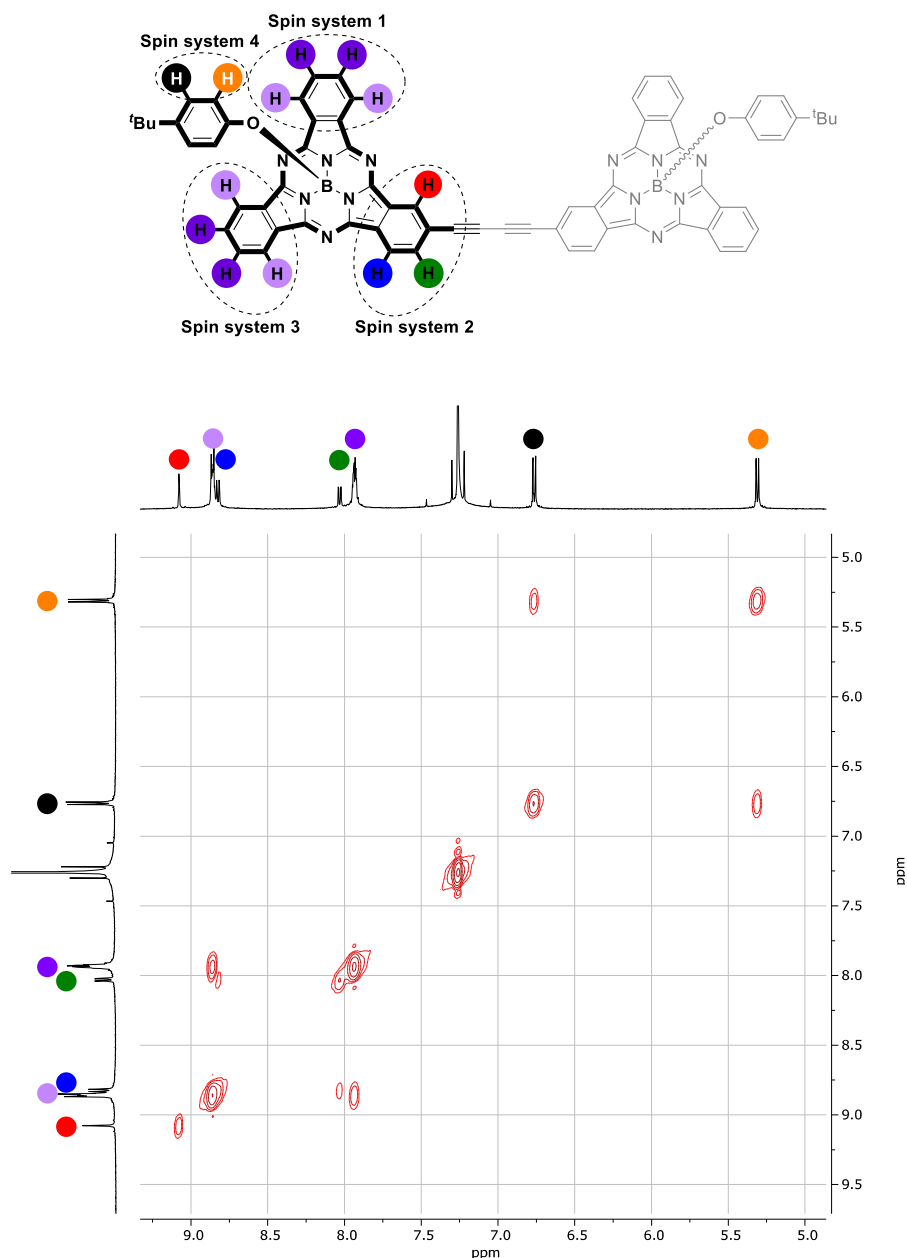 Spin system 1
Spin system 4
H H
H H
H H
ᵗBu O
ᵗBu
O
N N
N
B
N N
N
H
H
H
H H
H
H H
N N
N
B
N N
N
Spin system 3
Spin system 2
5.0
5.5
6.0
6.5
7.0
7.5
8.0
8.5
9.0
9.5
ppm
9.0 8.5 8.0 7.5 7.0 6.5 6.0 5.5 5.0
ppm